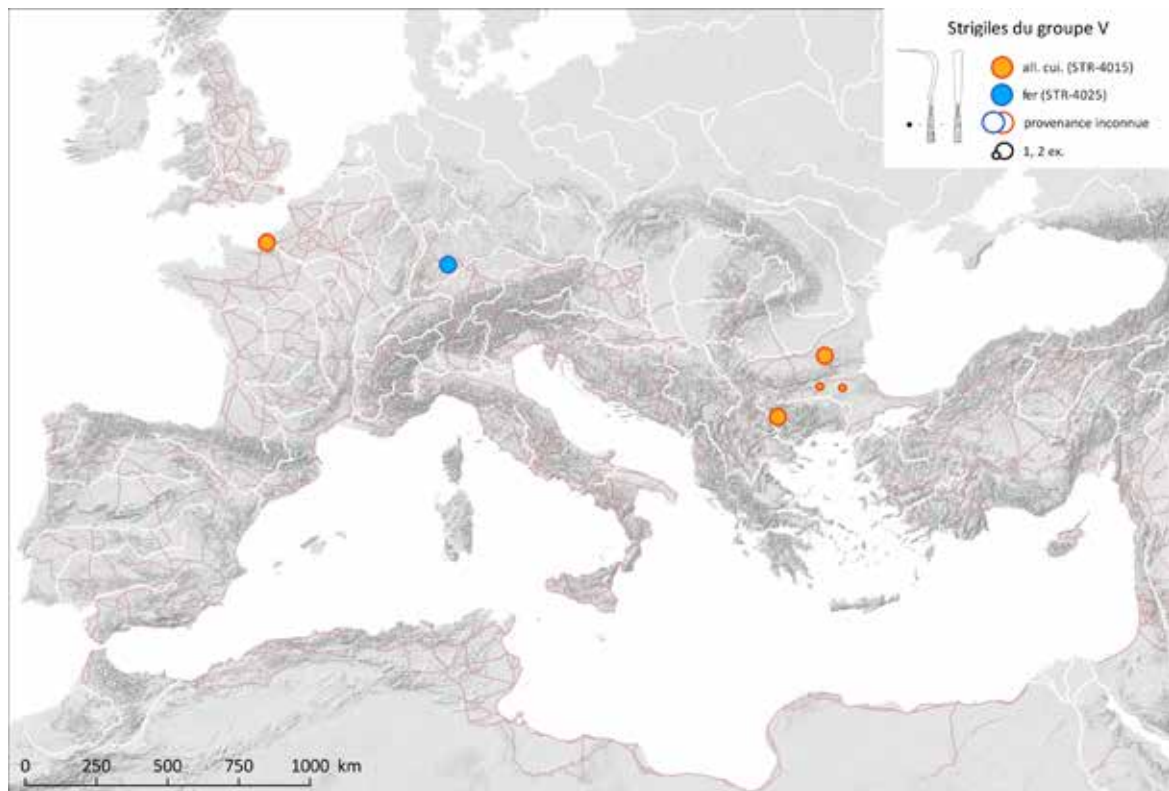 Strigiles du groupe V
all. cui. (STR-4015)
fer (STR-4025)
provenance inconnue
1, 2 ex.
0 250 500 750 1000 km